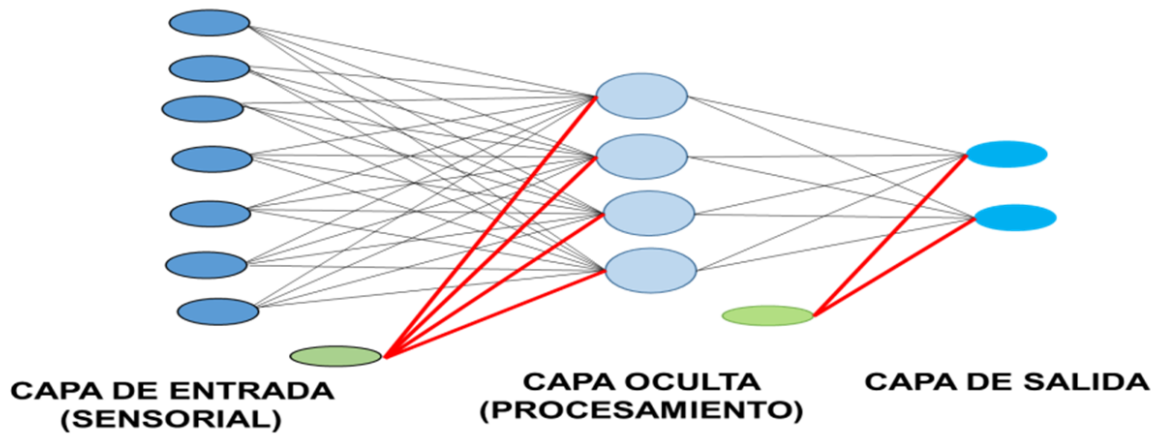 CAPA DE ENTRADA
(SENSORIAL)
CAPA OCULTA
(PROCESAMIENTO)
CAPA DE SALIDA